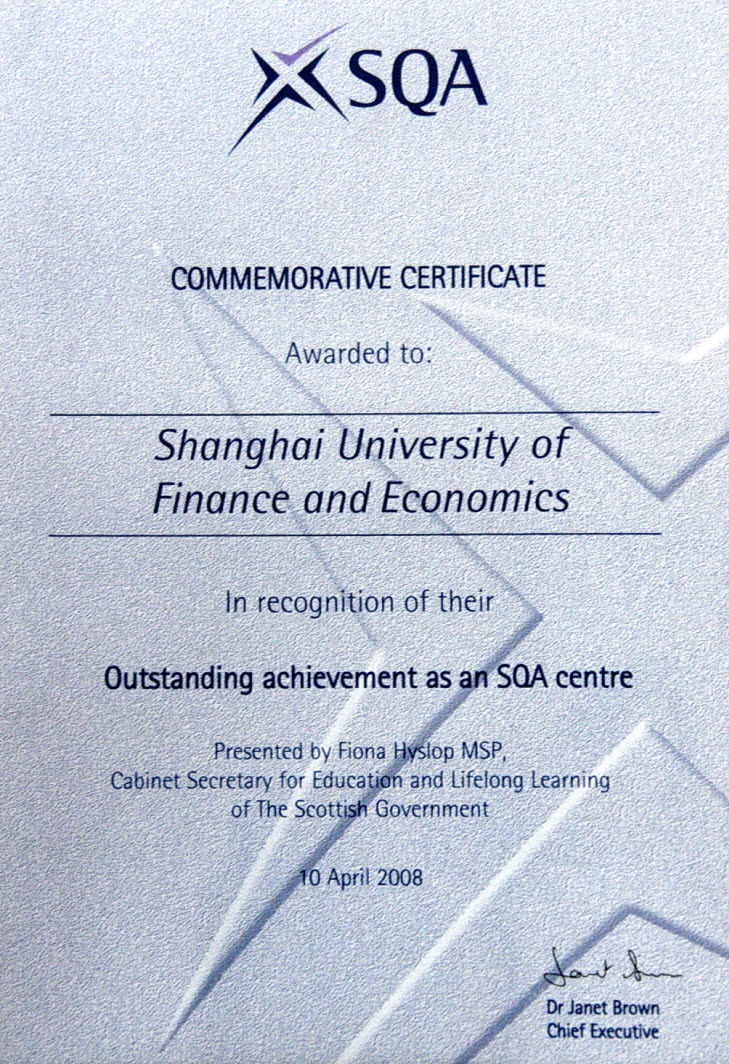 SQA
COMMEMORATIVE CERTIFICATE
Awarded to:
Shanghai University of
Finance and Economics
In recognition of their
Outstanding achievement as an SQA centre
Presented by Fiona Hyslop MSP,
Cabinet Secretary for Education and Lifelong Learning
of The Scottish Government
10 April 2008
Dr Janet Brown
Chief Executive